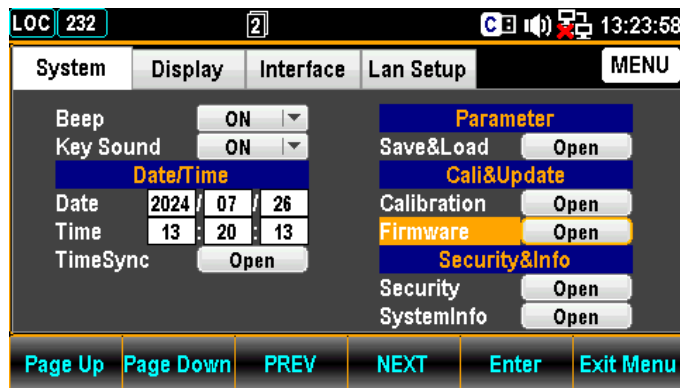 LOC 232 2 C 13:23:58
System Display Interface Lan Setup MENU
Beep ON
Key Sound ON
Date/Time
Date 2024 / 07 / 26
Time 13 : 20 : 13
TimeSync Open
Parameter
Save&Load Open
Cali&Update
Calibration Open
Firmware Open
Security&Info
Security Open
SystemInfo Open
Page Up Page Down PREV NEXT Enter Exit Menu